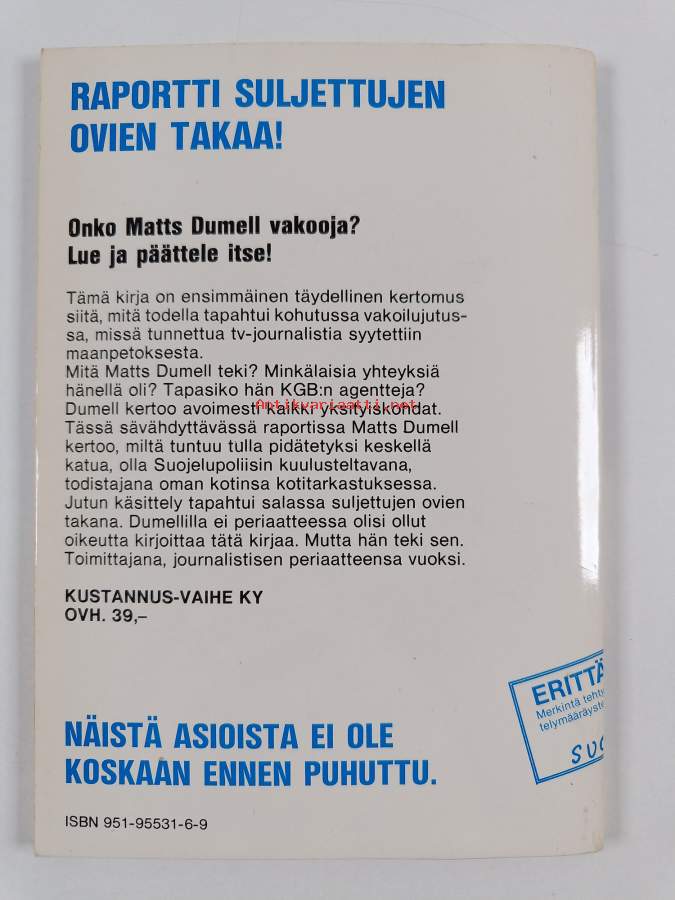 RAPORTTI SULJETTUJEN
OVIEN TAKAA!
Onko Matts Dumell vakooja?
Lue ja päättele itse!
Tämä kirja on ensimmäinen täydellinen kertomus
siitä, mitä todella tapahtui kohutussa vakoilujutus-
sa, missä tunnettua tv-journalistia syytettiin
maanpetoksesta.
Mitä Matts Dumell teki? Minkälaisia yhteyksiä
hänellä oli? Tapasiko hän KGB:n agentteja?
Dumell kertoo avoimesti kaikki yksityiskohdat.
Antikvariaatti.net
Tässä sävähdyttävässä raportissa Matts Dumell
kertoo, miltä tuntuu tulla pidätetyksi keskellä
katua, olla Suojelupoliisin kuulusteltavana,
todistajana oman kotinsa kotitarkastuksessa.
Jutun käsittely tapahtui salassa suljettujen ovien
takana. Dumellilla ei periaatteessa olisi ollut
oikeutta kirjoittaa tätä kirjaa. Mutta hän teki sen.
Toimittajana, journalistisen periaatteensa vuoksi.
KUSTANNUS-VAIHE KY
OVH. 39,–
ERITTÄ
Merkintä teht
telymääräyste
SUO
NÄISTÄ ASIOISTA EI OLE
KOSKAAN ENNEN PUHUTTU.
ISBN 951-95531-6-9